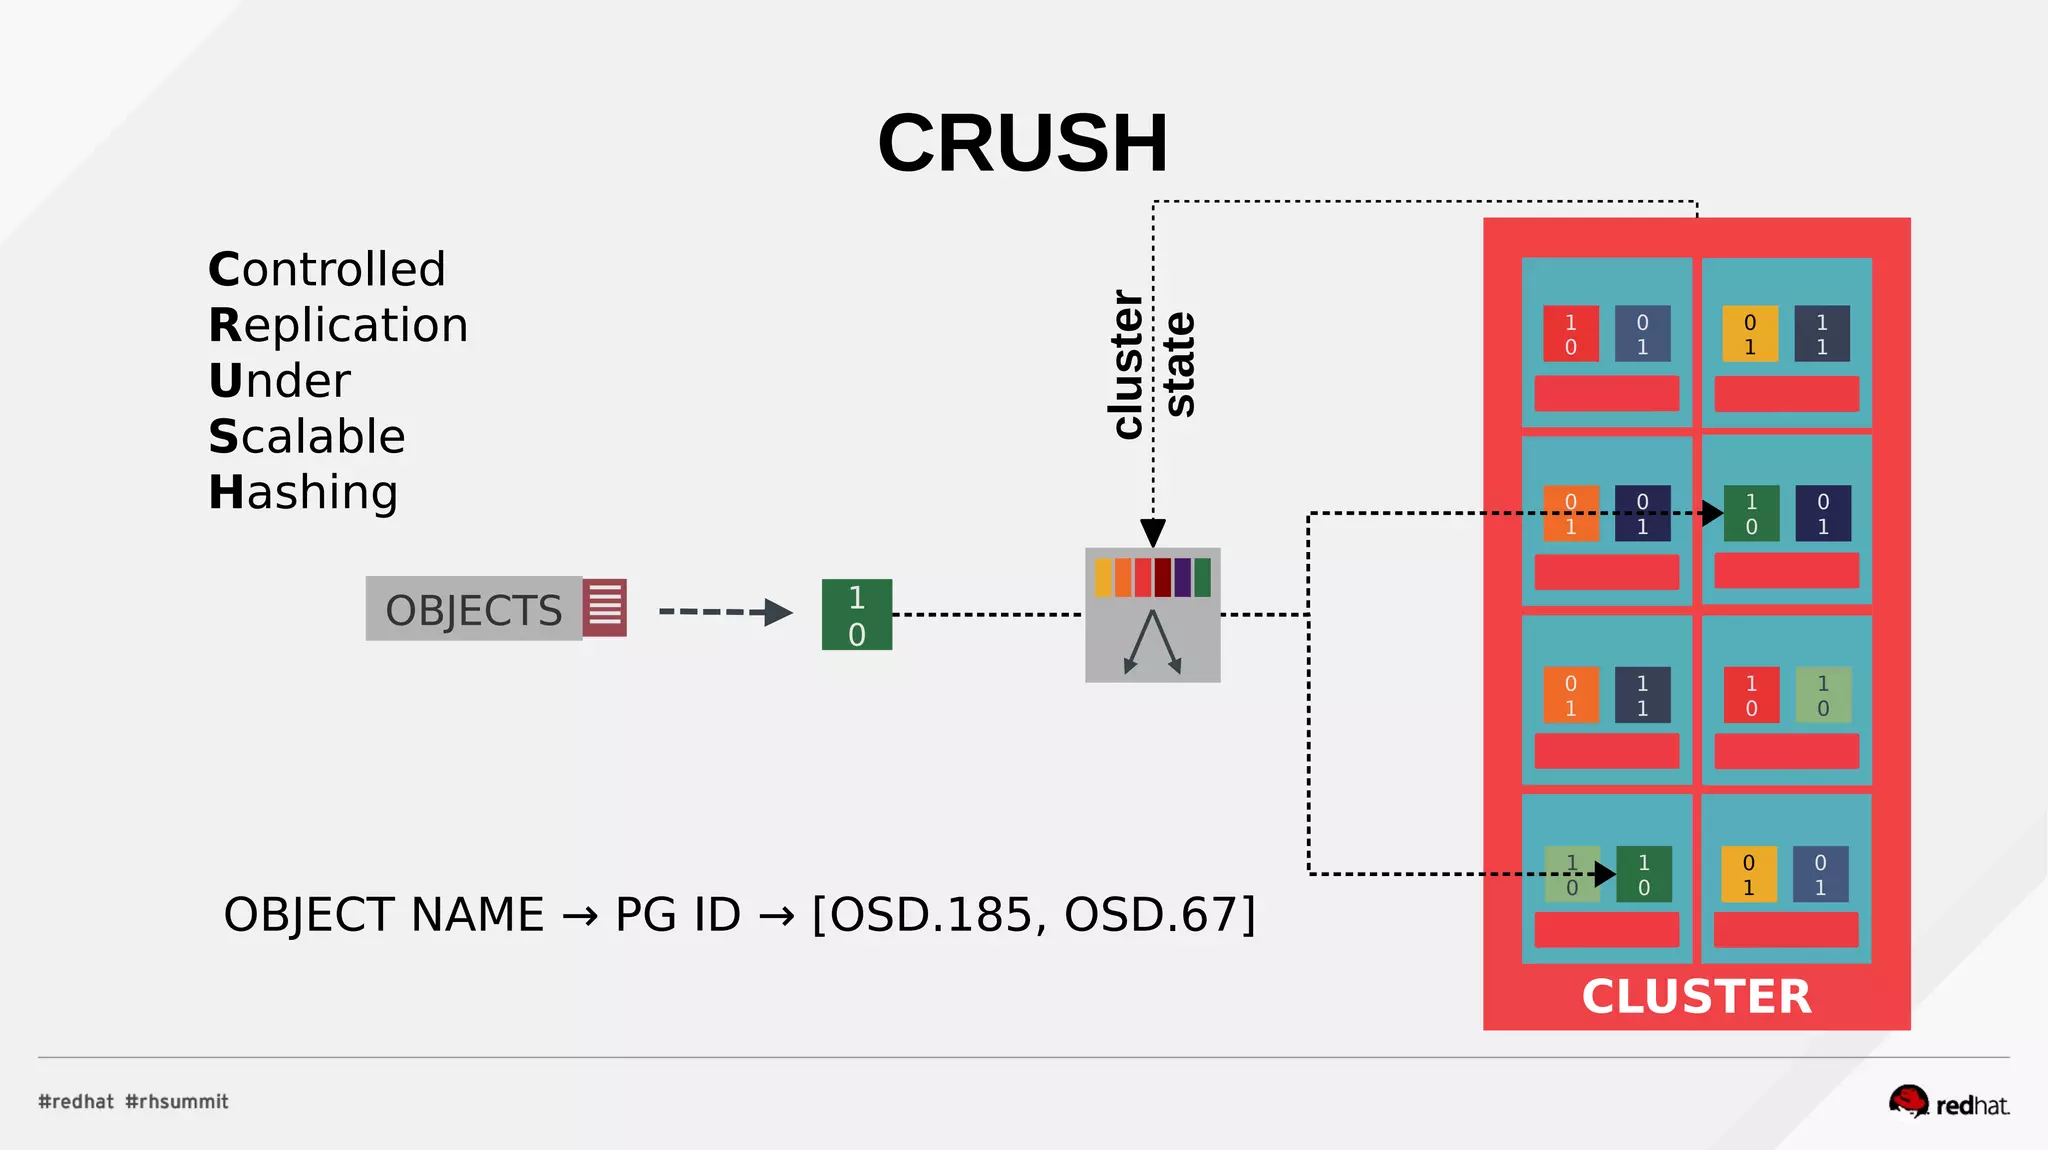 CRUSH
Controlled
Replication
Under
Scalable
Hashing
cluster
state
OBJECTS
1
0
1 0 0 1
0 1 1 1
0 0 1 0
1 1 0 1
0 1 1 1
1 1 0 0
1 1 0 0
0 0 1 1
OBJECT NAME → PG ID → [OSD.185, OSD.67]
CLUSTER
#redhat #rhsummit
redhat.